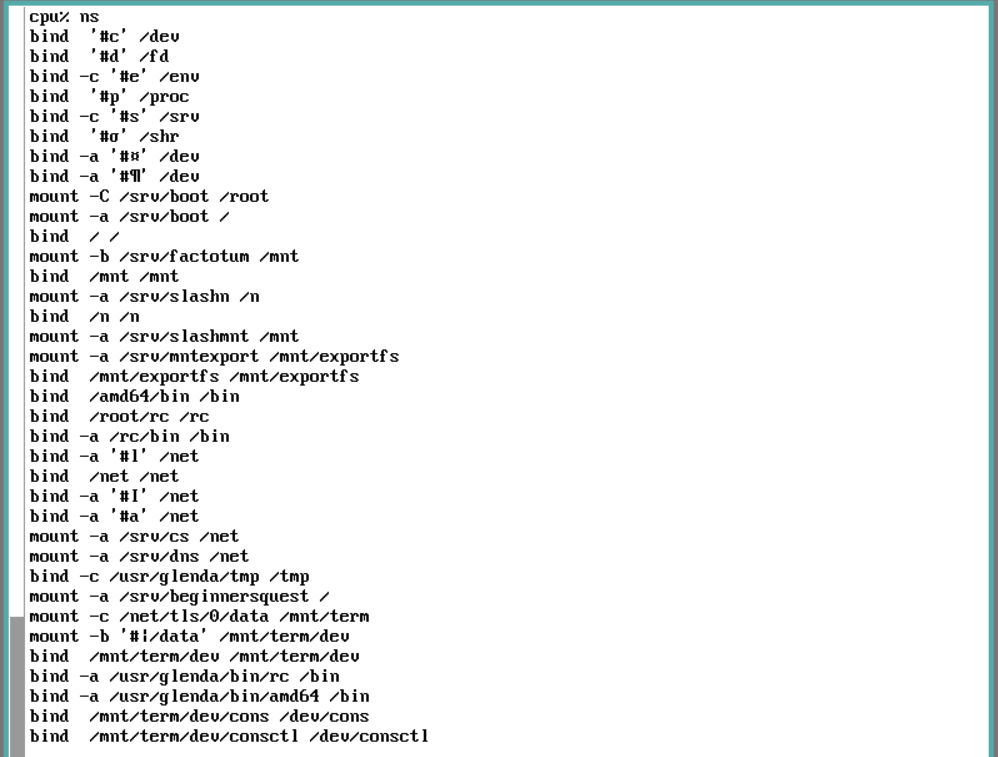 cpu% ns
bind  '#c' /dev
bind  '#d' /fd
bind -c '#e' /env
bind  '#p' /proc
bind -c '#s' /srv
bind  '#σ' /shr
bind -a '#¤' /dev
bind -a '#¶' /dev
mount -C /srv/boot /root
mount -a /srv/boot /
bind  / /
mount -b /srv/factotum /mnt
bind  /mnt /mnt
mount -a /srv/slashn /n
bind  /n /n
mount -a /srv/slashmnt /mnt
mount -a /srv/mntexport /mnt/exportfs
bind  /mnt/exportfs /mnt/exportfs
bind  /amd64/bin /bin
bind  /root/rc /rc
bind -a /rc/bin /bin
bind -a '#l' /net
bind  /net /net
bind -a '#I' /net
bind -a '#a' /net
mount -a /srv/cs /net
mount -a /srv/dns /net
bind -c /usr/glenda/tmp /tmp
mount -a /srv/beginnersquest /
mount -c /net/tls/0/data /mnt/term
mount -b '#¦/data' /mnt/term/dev
bind  /mnt/term/dev /mnt/term/dev
bind -a /usr/glenda/bin/rc /bin
bind -a /usr/glenda/bin/amd64 /bin
bind  /mnt/term/dev/cons /dev/cons
bind  /mnt/term/dev/consctl /dev/consctl